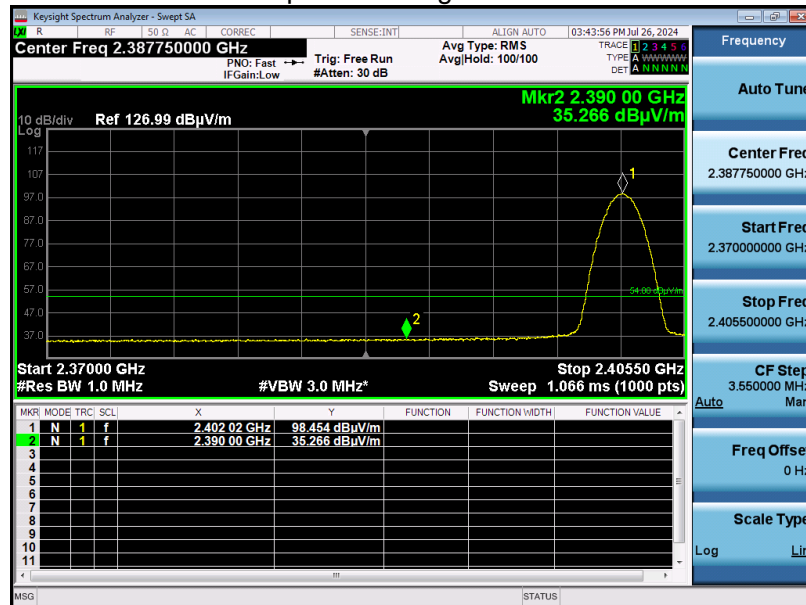 Keysight Spectrum Analyzer - Swept SA
LXI R RF 50 Ω AC CORREC SENSE:INT ALIGN AUTO 03:43:56 PM Jul 26, 2024
Center Freq 2.387750000 GHz
PNO: Fast
IFGain:Low
Trig: Free Run
#Atten: 30 dB
Avg Type: RMS
Avg|Hold: 100/100
TRACE 1 2 3 4 5 6
TYPE A WWWWW
DET A N N N N N
Mkr2 2.390 00 GHz
35.266 dBµV/m
10 dB/div Ref 126.99 dBµV/m
Log
117
107
97.0
87.0
77.0
67.0
57.0
47.0
37.0
1
2
54.00 dBµV/m
Start 2.37000 GHz Stop 2.40550 GHz
#Res BW 1.0 MHz #VBW 3.0 MHz* Sweep 1.066 ms (1000 pts)
MKR MODE TRC SCL X Y FUNCTION FUNCTION WIDTH FUNCTION VALUE
1 N 1 f 2.402 02 GHz 98.454 dBµV/m
2 N 1 f 2.390 00 GHz 35.266 dBµV/m
3
4
5
6
7
8
9
10
11
MSG STATUS
Frequency
Auto Tune
Center Freq
2.387750000 GHz
Start Freq
2.370000000 GHz
Stop Freq
2.405500000 GHz
CF Step
3.550000 MHz
Auto Man
Freq Offset
0 Hz
Scale Type
Log Lin